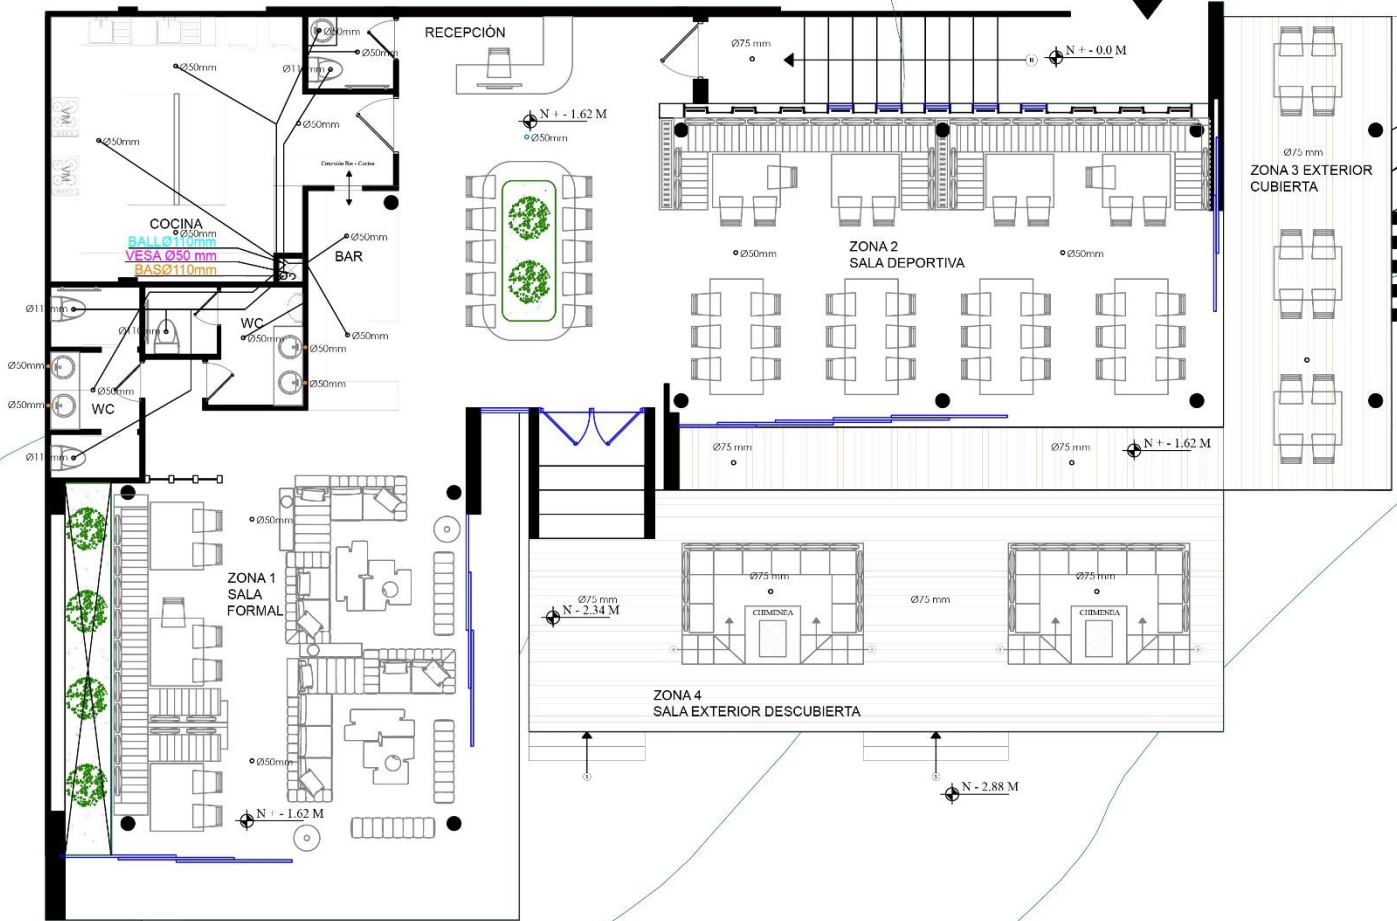 RECEPCIÒN
Ø50mm
Ø50mm
Ø75 mm
N + - 0.0 M
Ø50mm
N + - 1.62 M
Ø50mm
Ø50mm
VM
VM
Ø50mm
Ø75 mm
ZONA 3 EXTERIOR
CUBIERTA
COCINA
Ø50mm
BALLØ110mm
VESA Ø50 mm
BASØ110mm
Ø50mm
BAR
ZONA 2
SALA DEPORTIVA
Ø50mm
Ø50mm
WC
Ø50mm
Ø50mm
Ø50mm
Ø50mm
Ø50mm
Ø50mm
Ø50mm
WC
N + - 1.62 M
Ø75 mm
Ø75 mm
Ø50mm
ZONA 1
SALA
FORMAL
Ø75 mm
Ø75 mm
Ø75 mm
Ø75 mm
N - 2.34 M
CHIMENEA
CHIMENEA
ZONA 4
SALA EXTERIOR DESCUBIERTA
Ø50mm
N - 2.88 M
N + - 1.62 M